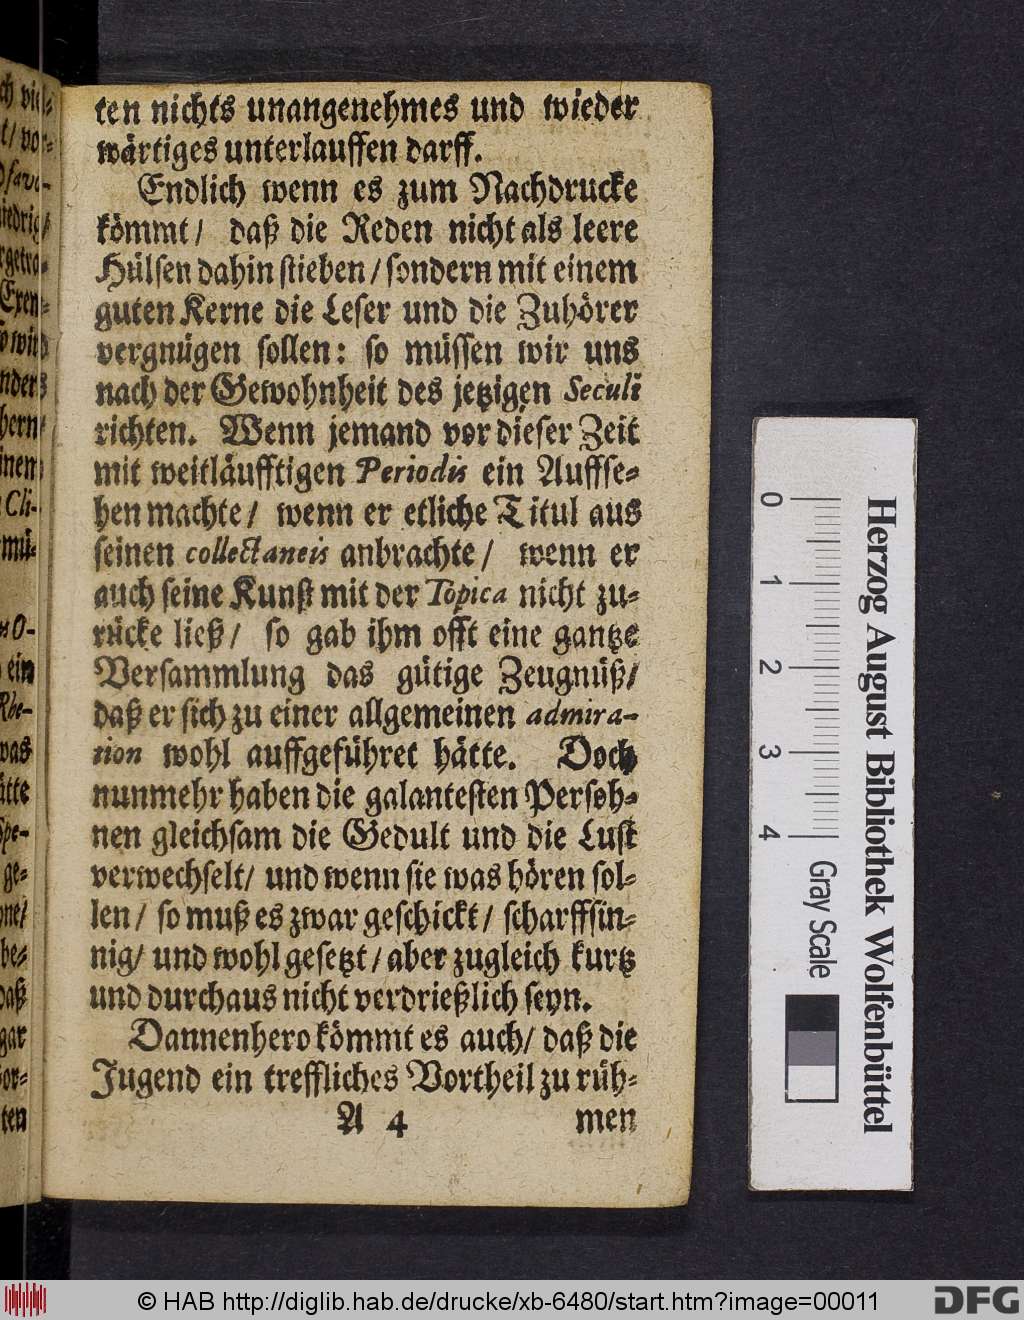 ten nichts unangenehmes und wieder
wärtiges unterlauffen darff.
Endlich wenn es zum Nachdrucke
kömmt/ daß die Reden nicht als leere
Hülsen dahin stieben/ sondern mit einem
guten Kerne die Leser und die Zuhörer
vergnügen sollen: so müssen wir uns
nach der Gewohnheit des jetzigen Seculi
richten. Wenn jemand vor dieser Zeit
mit weitläufftigen Periodis ein Auffse-
hen machte/ wenn er etliche Titul aus
seinen collectaneis anbrachte/ wenn er
auch seine Kunst mit der Topica nicht zu-
rücke ließ/ so gab ihm offt eine gantze
Versammlung das gütige Zeugnüß/
daß er sich zu einer allgemeinen admira-
tion wohl auffgeführet hätte. Doch
nunmehr haben die galantesten Persoh-
nen gleichsam die Gedult und die Lust
verwechselt/ und wenn sie was hören sol-
len/ so muß es zwar geschickt/ scharffsin-
nig/ und wohl gesetzt/ aber zugleich kurtz
und durchaus nicht verdrießlich seyn.
Dannenhero kömmt es auch/ daß die
Jugend ein treffliches Vortheil zu rüh-
A 4 men
0 1 2 3 4 Gray Scale
Herzog August Bibliothek Wolfenbüttel
© HAB http://diglib.hab.de/drucke/xb-6480/start.htm?image=00011
DFG